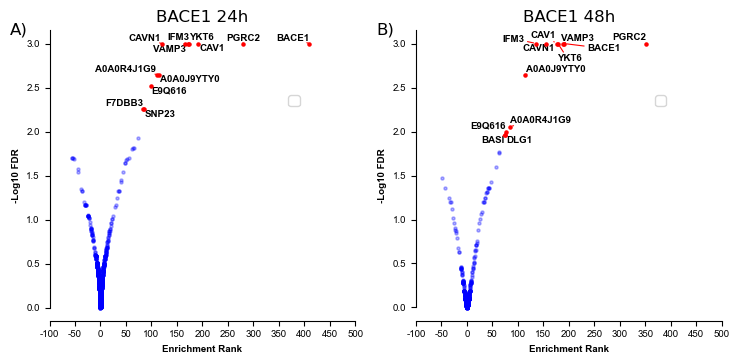 A)
BACE1 24h
CAVN1
IFM3
YKT6
PGRC2
BACE1
VAMP3
CAV1
A0A0R4J1G9
A0A0J9YTY0
E9Q616
F7DBB3
SNP23
3.0
2.5
2.0
1.5
1.0
0.5
0.0
-Log10 FDR
-100 -50 0 50 100 150 200 250 300 350 400 450 500
Enrichment Rank
B)
BACE1 48h
CAV1
IFM3
VAMP3
PGRC2
CAVN1
BACE1
YKT6
A0A0J9YTY0
A0A0R4J1G9
E9Q616
BASI
DLG1
3.0
2.5
2.0
1.5
1.0
0.5
0.0
-Log10 FDR
-100 -50 0 50 100 150 200 250 300 350 400 450 500
Enrichment Rank